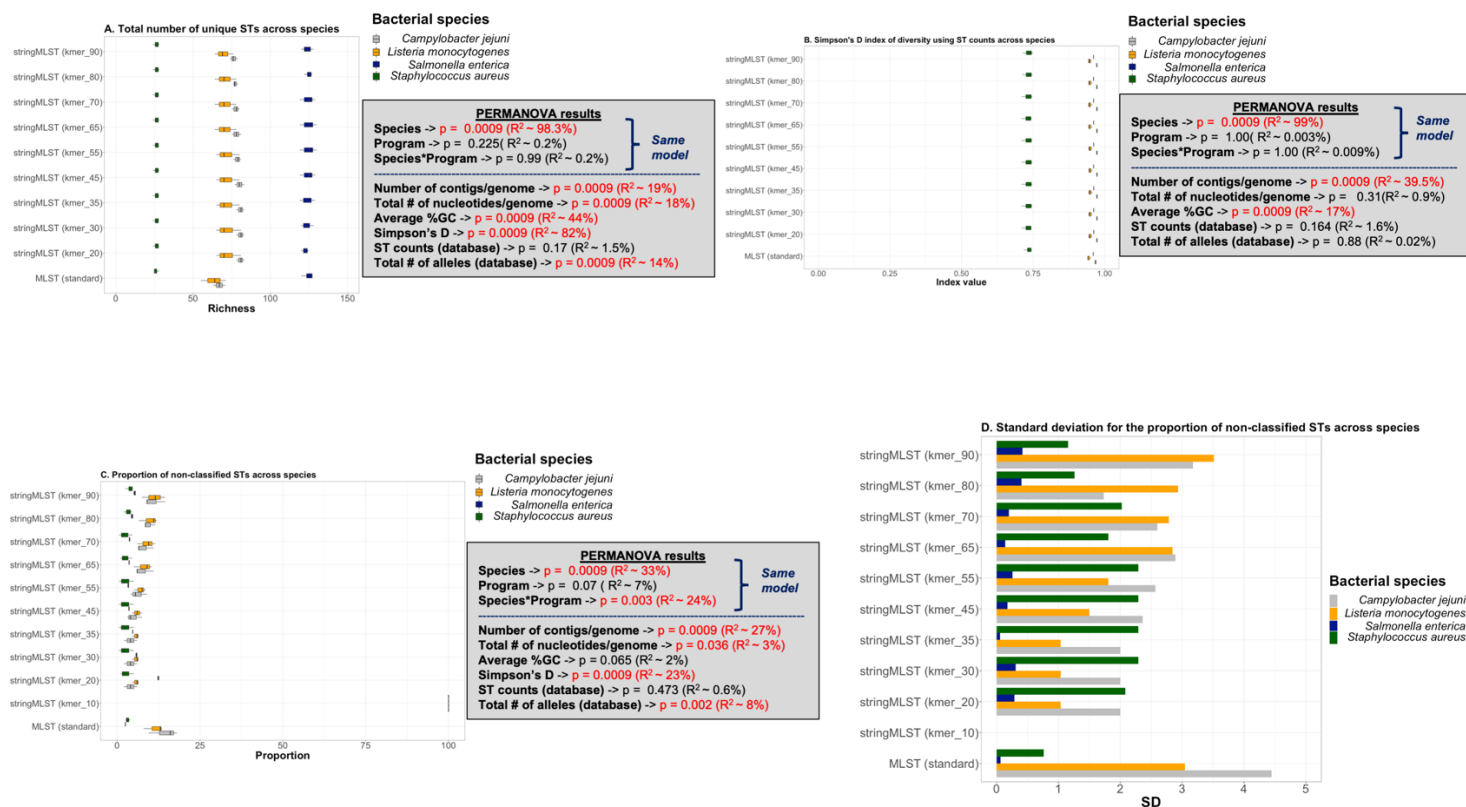 A. Total number of unique STs across species
stringMLST (kmer_90)
stringMLST (kmer_80)
stringMLST (kmer_70)
stringMLST (kmer_65)
stringMLST (kmer_55)
stringMLST (kmer_45)
stringMLST (kmer_35)
stringMLST (kmer_30)
stringMLST (kmer_20)
MLST (standard)
0 50 100 150
Richness
Bacterial species
Campylobacter jejuni
Listeria monocytogenes
Salmonella enterica
Staphylococcus aureus
PERMANOVA results
Species -> p = 0.0009 (R2 ~ 98.3%)
Program -> p = 0.225( R2 ~ 0.2%)
Species*Program -> p = 0.99 (R2 ~ 0.2%)
Same
model
Number of contigs/genome -> p = 0.0009 (R2 ~ 19%)
Total # of nucleotides/genome -> p = 0.0009 (R2 ~ 18%)
Average %GC -> p = 0.0009 (R2 ~ 44%)
Simpson's D -> p = 0.0009 (R2 ~ 82%)
ST counts (database) -> p = 0.17 (R2 ~ 1.5%)
Total # of alleles (database) -> p = 0.0009 (R2 ~ 14%)
B. Simpson's D index of diversity using ST counts across species
stringMLST (kmer_90)
stringMLST (kmer_80)
stringMLST (kmer_70)
stringMLST (kmer_65)
stringMLST (kmer_55)
stringMLST (kmer_45)
stringMLST (kmer_35)
stringMLST (kmer_30)
stringMLST (kmer_20)
MLST (standard)
0.00 0.25 0.50 0.75 1.00
Index value
Bacterial species
Campylobacter jejuni
Listeria monocytogenes
Salmonella enterica
Staphylococcus aureus
PERMANOVA results
Species -> p = 0.0009 (R2 ~ 99%)
Program -> p = 1.00( R2 ~ 0.003%)
Species*Program -> p = 1.00 (R2 ~ 0.009%)
Same
model
Number of contigs/genome -> p = 0.0009 (R2 ~ 39.5%)
Total # of nucleotides/genome -> p = 0.31(R2 ~ 0.9%)
Average %GC -> p = 0.0009 (R2 ~ 17%)
ST counts (database) -> p = 0.164 (R2 ~ 1.6%)
Total # of alleles (database) -> p = 0.88 (R2 ~ 0.02%)
C. Proportion of non-classified STs across species
stringMLST (kmer_90)
stringMLST (kmer_80)
stringMLST (kmer_70)
stringMLST (kmer_65)
stringMLST (kmer_55)
stringMLST (kmer_45)
stringMLST (kmer_35)
stringMLST (kmer_30)
stringMLST (kmer_20)
stringMLST (kmer_10)
MLST (standard)
0 25 50 75 100
Proportion
Bacterial species
Campylobacter jejuni
Listeria monocytogenes
Salmonella enterica
Staphylococcus aureus
PERMANOVA results
Species -> p = 0.0009 (R2 ~ 33%)
Program -> p = 0.07 ( R2 ~ 7%)
Species*Program -> p = 0.003 (R2 ~ 24%)
Same
model
Number of contigs/genome -> p = 0.0009 (R2 ~ 27%)
Total # of nucleotides/genome -> p = 0.036 (R2 ~ 3%)
Average %GC -> p = 0.065 (R2 ~ 2%)
Simpson's D -> p = 0.0009 (R2 ~ 23%)
ST counts (database) -> p = 0.473 (R2 ~ 0.6%)
Total # of alleles (database) -> p = 0.002 (R2 ~ 8%)
D. Standard deviation for the proportion of non-classified STs across species
stringMLST (kmer_90)
stringMLST (kmer_80)
stringMLST (kmer_70)
stringMLST (kmer_65)
stringMLST (kmer_55)
stringMLST (kmer_45)
stringMLST (kmer_35)
stringMLST (kmer_30)
stringMLST (kmer_20)
stringMLST (kmer_10)
MLST (standard)
0 1 2 3 4 5
SD
Bacterial species
Campylobacter jejuni
Listeria monocytogenes
Salmonella enterica
Staphylococcus aureus